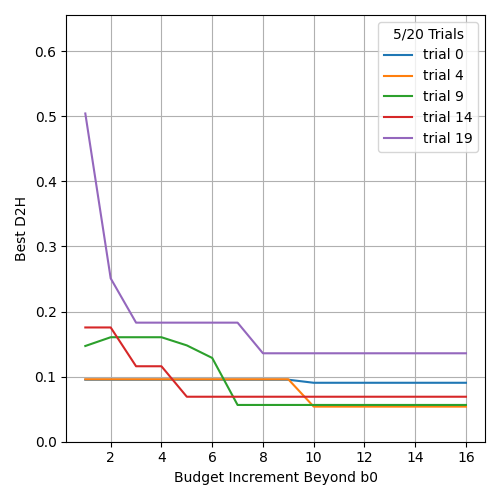 5/20 Trials
trial 0
trial 4
trial 9
trial 14
trial 19
0.6
0.5
0.4
0.3
0.2
0.1
0.0
Best D2H
2 4 6 8 10 12 14 16
Budget Increment Beyond b0